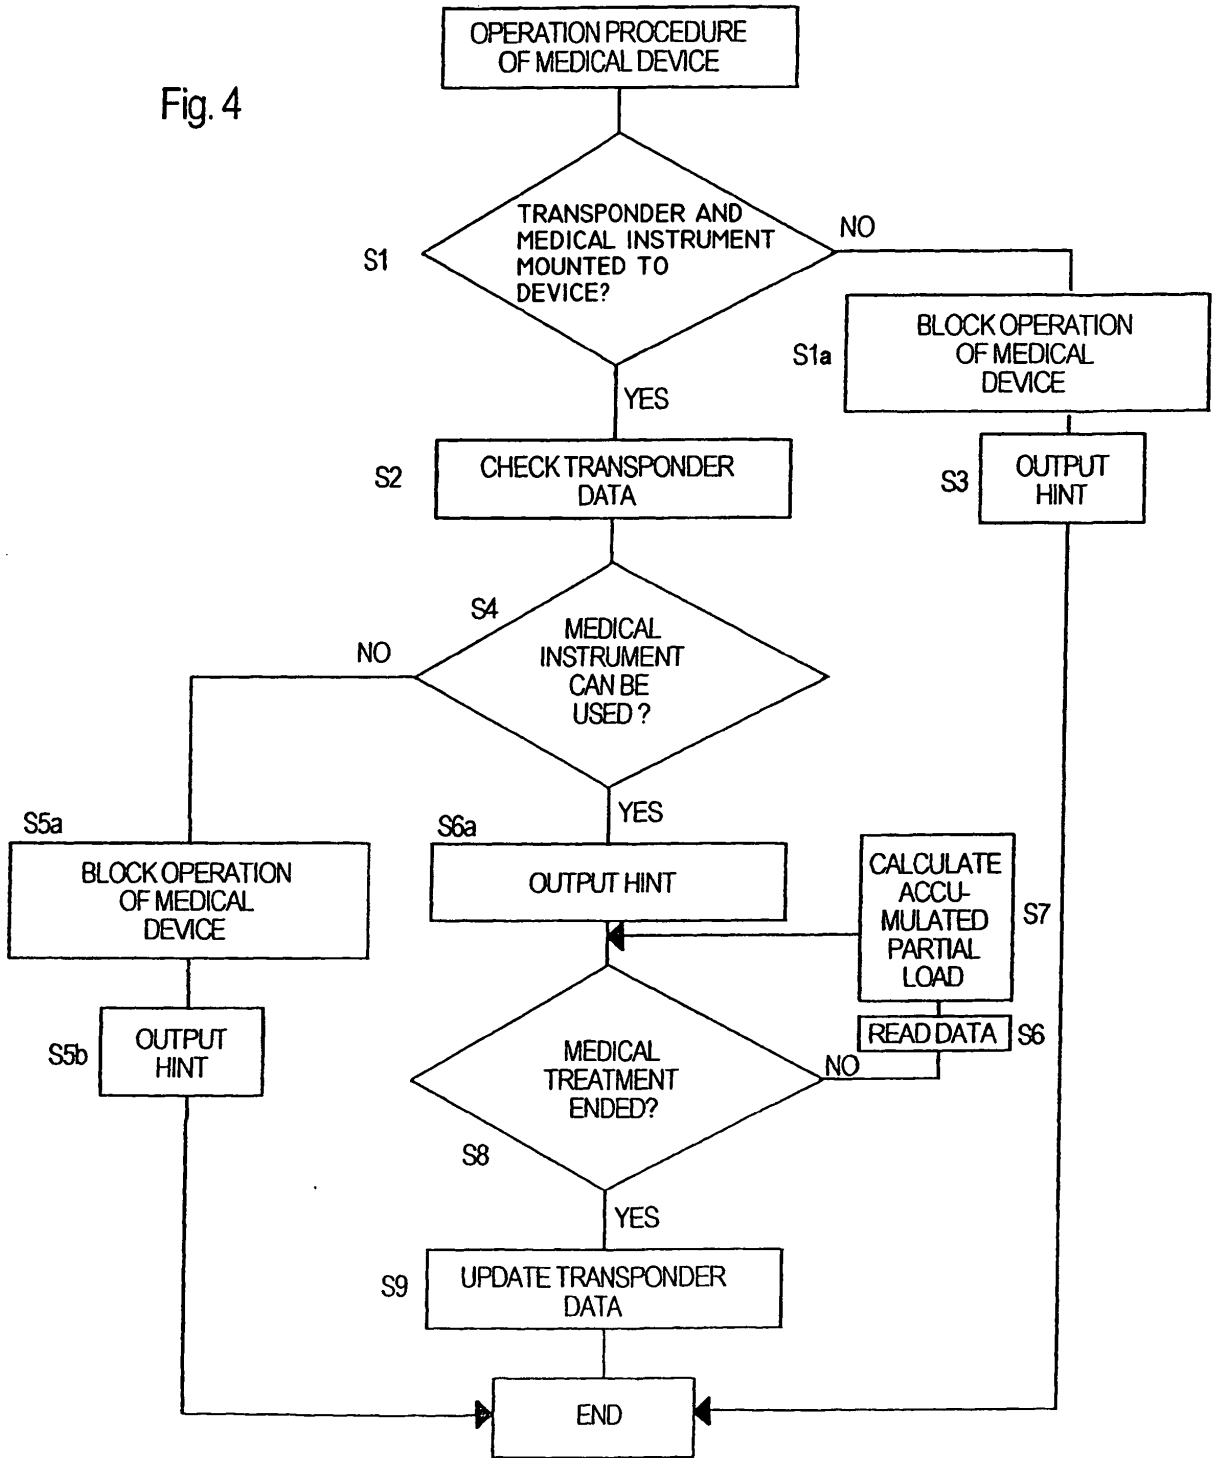 OPERATION PROCEDURE
OF MEDICAL DEVICE
Fig. 4
TRANSPONDER AND
MEDICAL INSTRUMENT
MOUNTED TO
DEVICE?
S1
NO
BLOCK OPERATION
OF MEDICAL
DEVICE
S1a
YES
CHECK TRANSPONDER
DATA
S2
OUTPUT
HINT
S3
S4
MEDICAL
INSTRUMENT
CAN BE
USED ?
NO
YES
S5a
BLOCK OPERATION
OF MEDICAL
DEVICE
S6a
OUTPUT HINT
CALCULATE
ACCU-
MULATED
PARTIAL
LOAD
S7
READ DATA
S6
OUTPUT
HINT
S5b
MEDICAL
TREATMENT
ENDED?
NO
S8
YES
UPDATE TRANSPONDER
DATA
S9
END